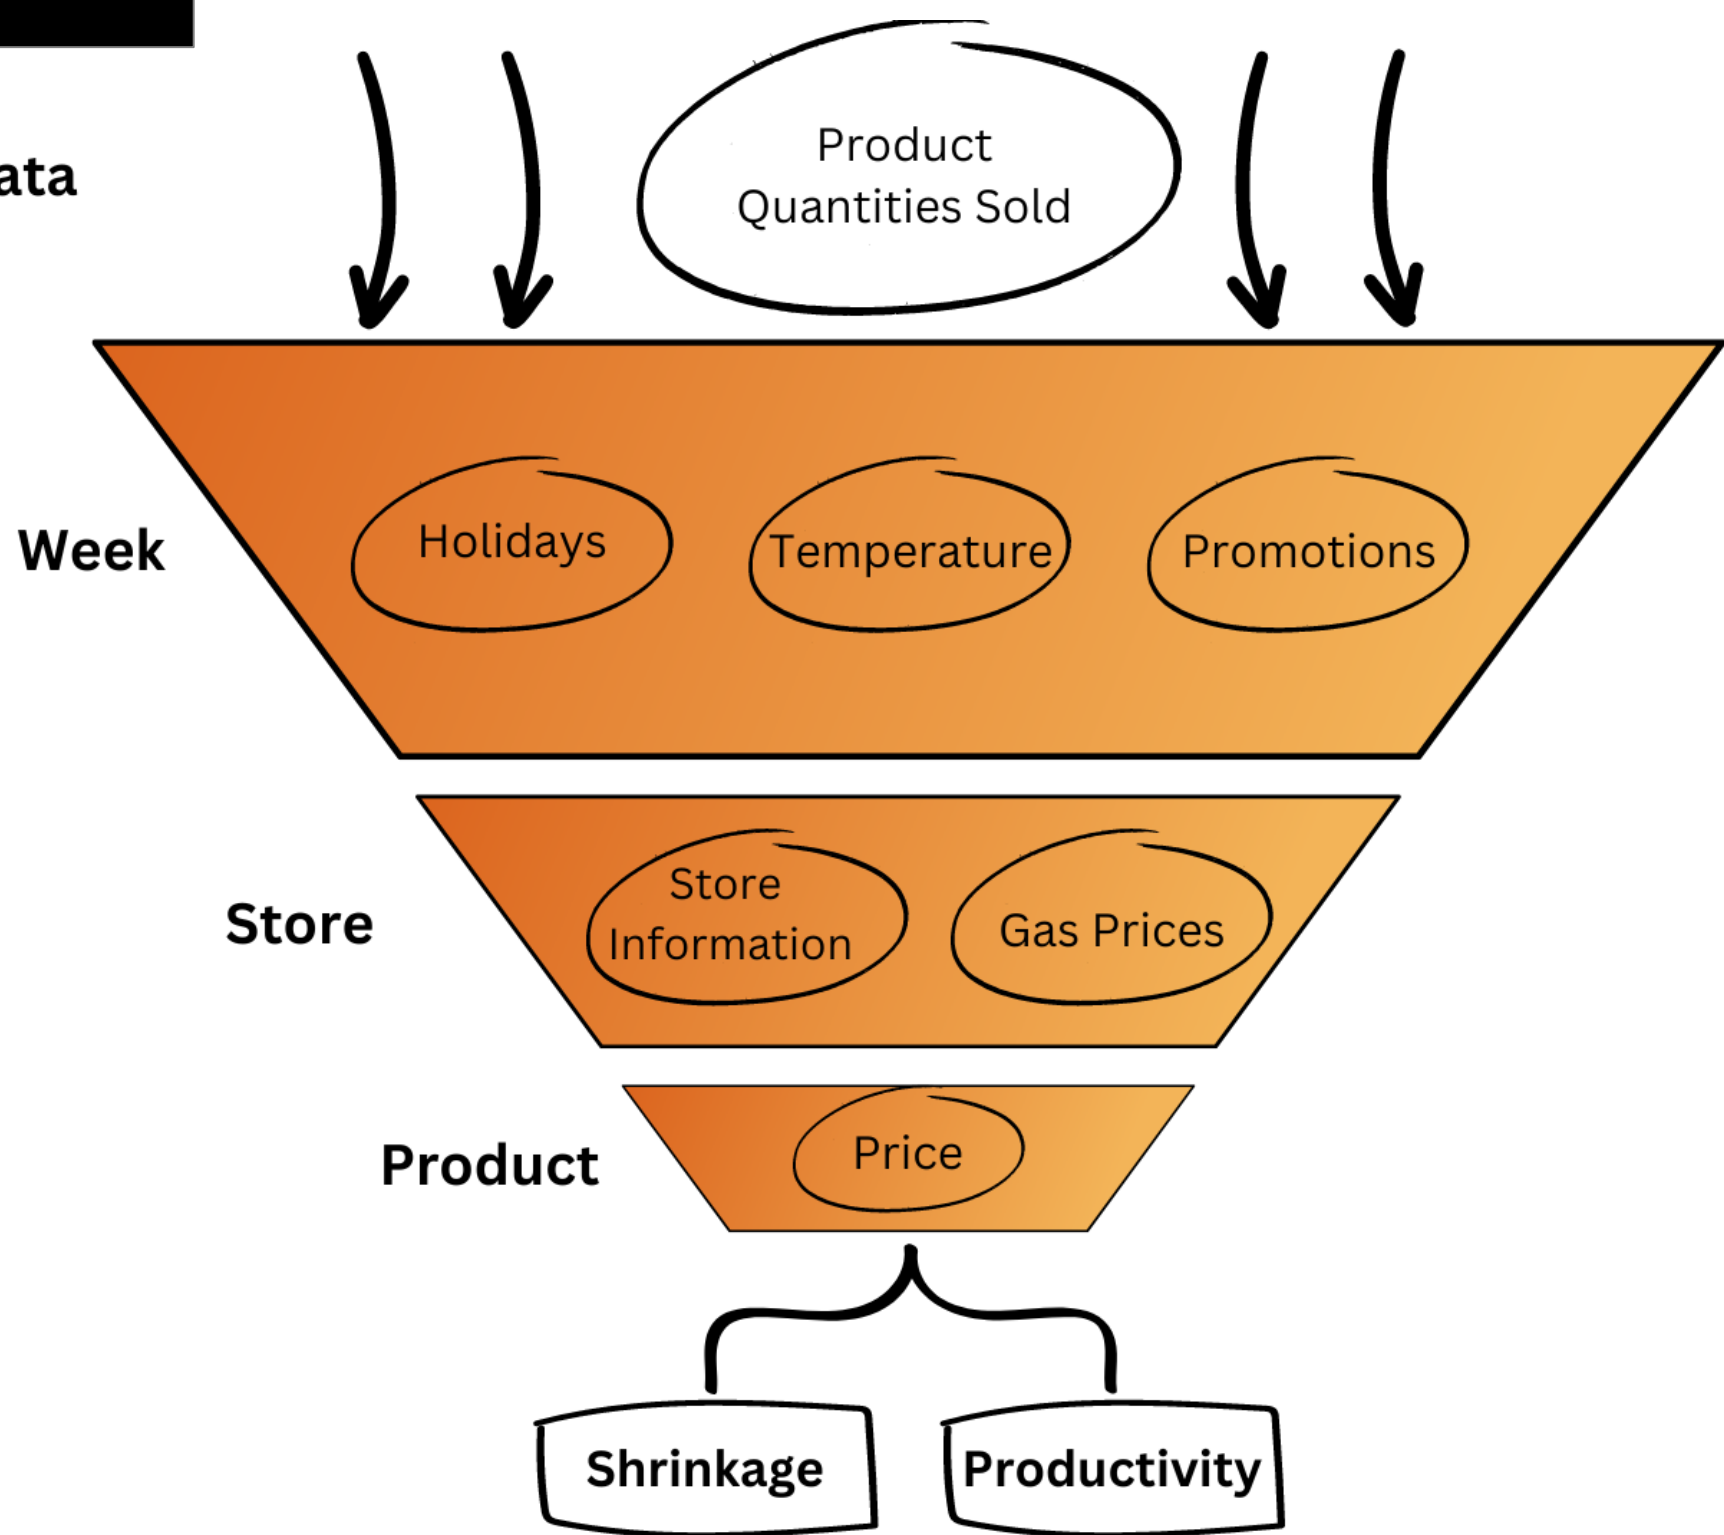 Product
Quantities Sold
ata
Holidays
Temperature
Promotions
Week
Store
Information
Gas Prices
Store
Price
Product
Shrinkage
Productivity